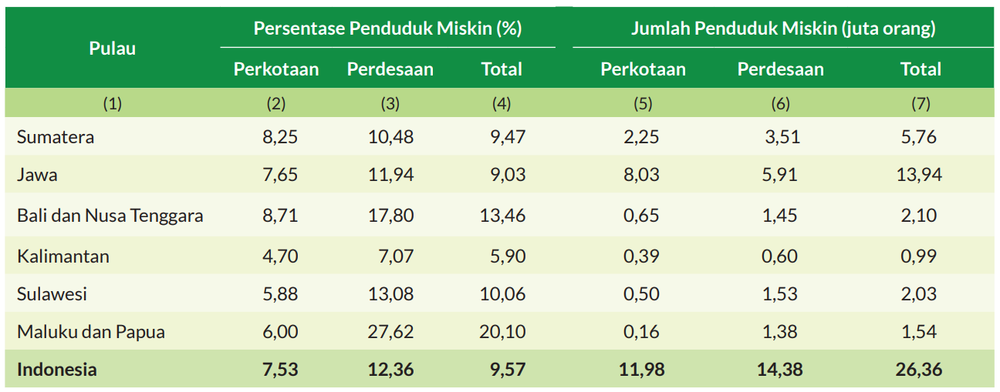 Pulau Persentase Penduduk Miskin (%) Jumlah Penduduk Miskin (juta orang)
Perkotaan Perdesaan Total Perkotaan Perdesaan Total
(1) (2) (3) (4) (5) (6) (7)
Sumatera 8,25 10,48 9,47 2,25 3,51 5,76
Jawa 7,65 11,94 9,03 8,03 5,91 13,94
Bali dan Nusa Tenggara 8,71 17,80 13,46 0,65 1,45 2,10
Kalimantan 4,70 7,07 5,90 0,39 0,60 0,99
Sulawesi 5,88 13,08 10,06 0,50 1,53 2,03
Maluku dan Papua 6,00 27,62 20,10 0,16 1,38 1,54
Indonesia 7,53 12,36 9,57 11,98 14,38 26,36